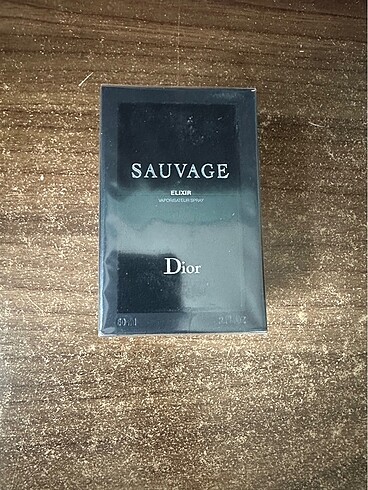 SAUVAGE
ELIXIR
VAPORISATEUR SPRAY
Dior